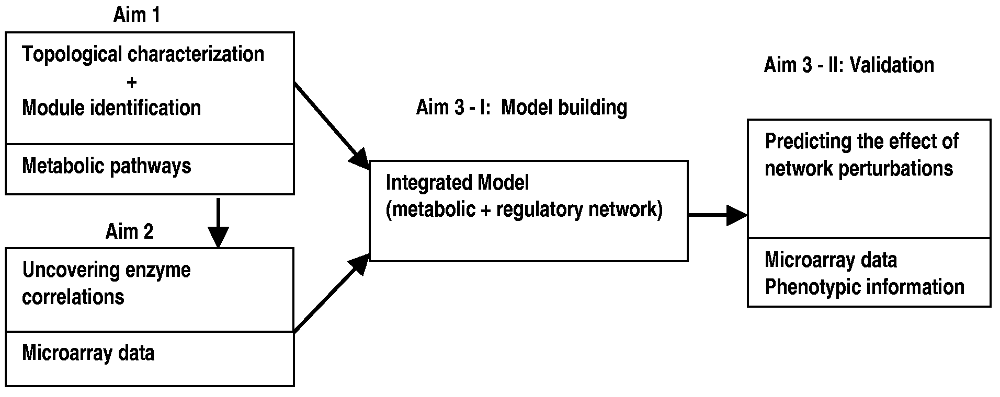 Aim 1
Topological characterization
+
Module identification
Metabolic pathways
Aim 2
Uncovering enzyme
correlations
Microarray data
Aim 3 - I:  Model building
Integrated Model
(metabolic + regulatory network)
Aim 3 - II: Validation
Predicting the effect of
network perturbations
Microarray data
Phenotypic information